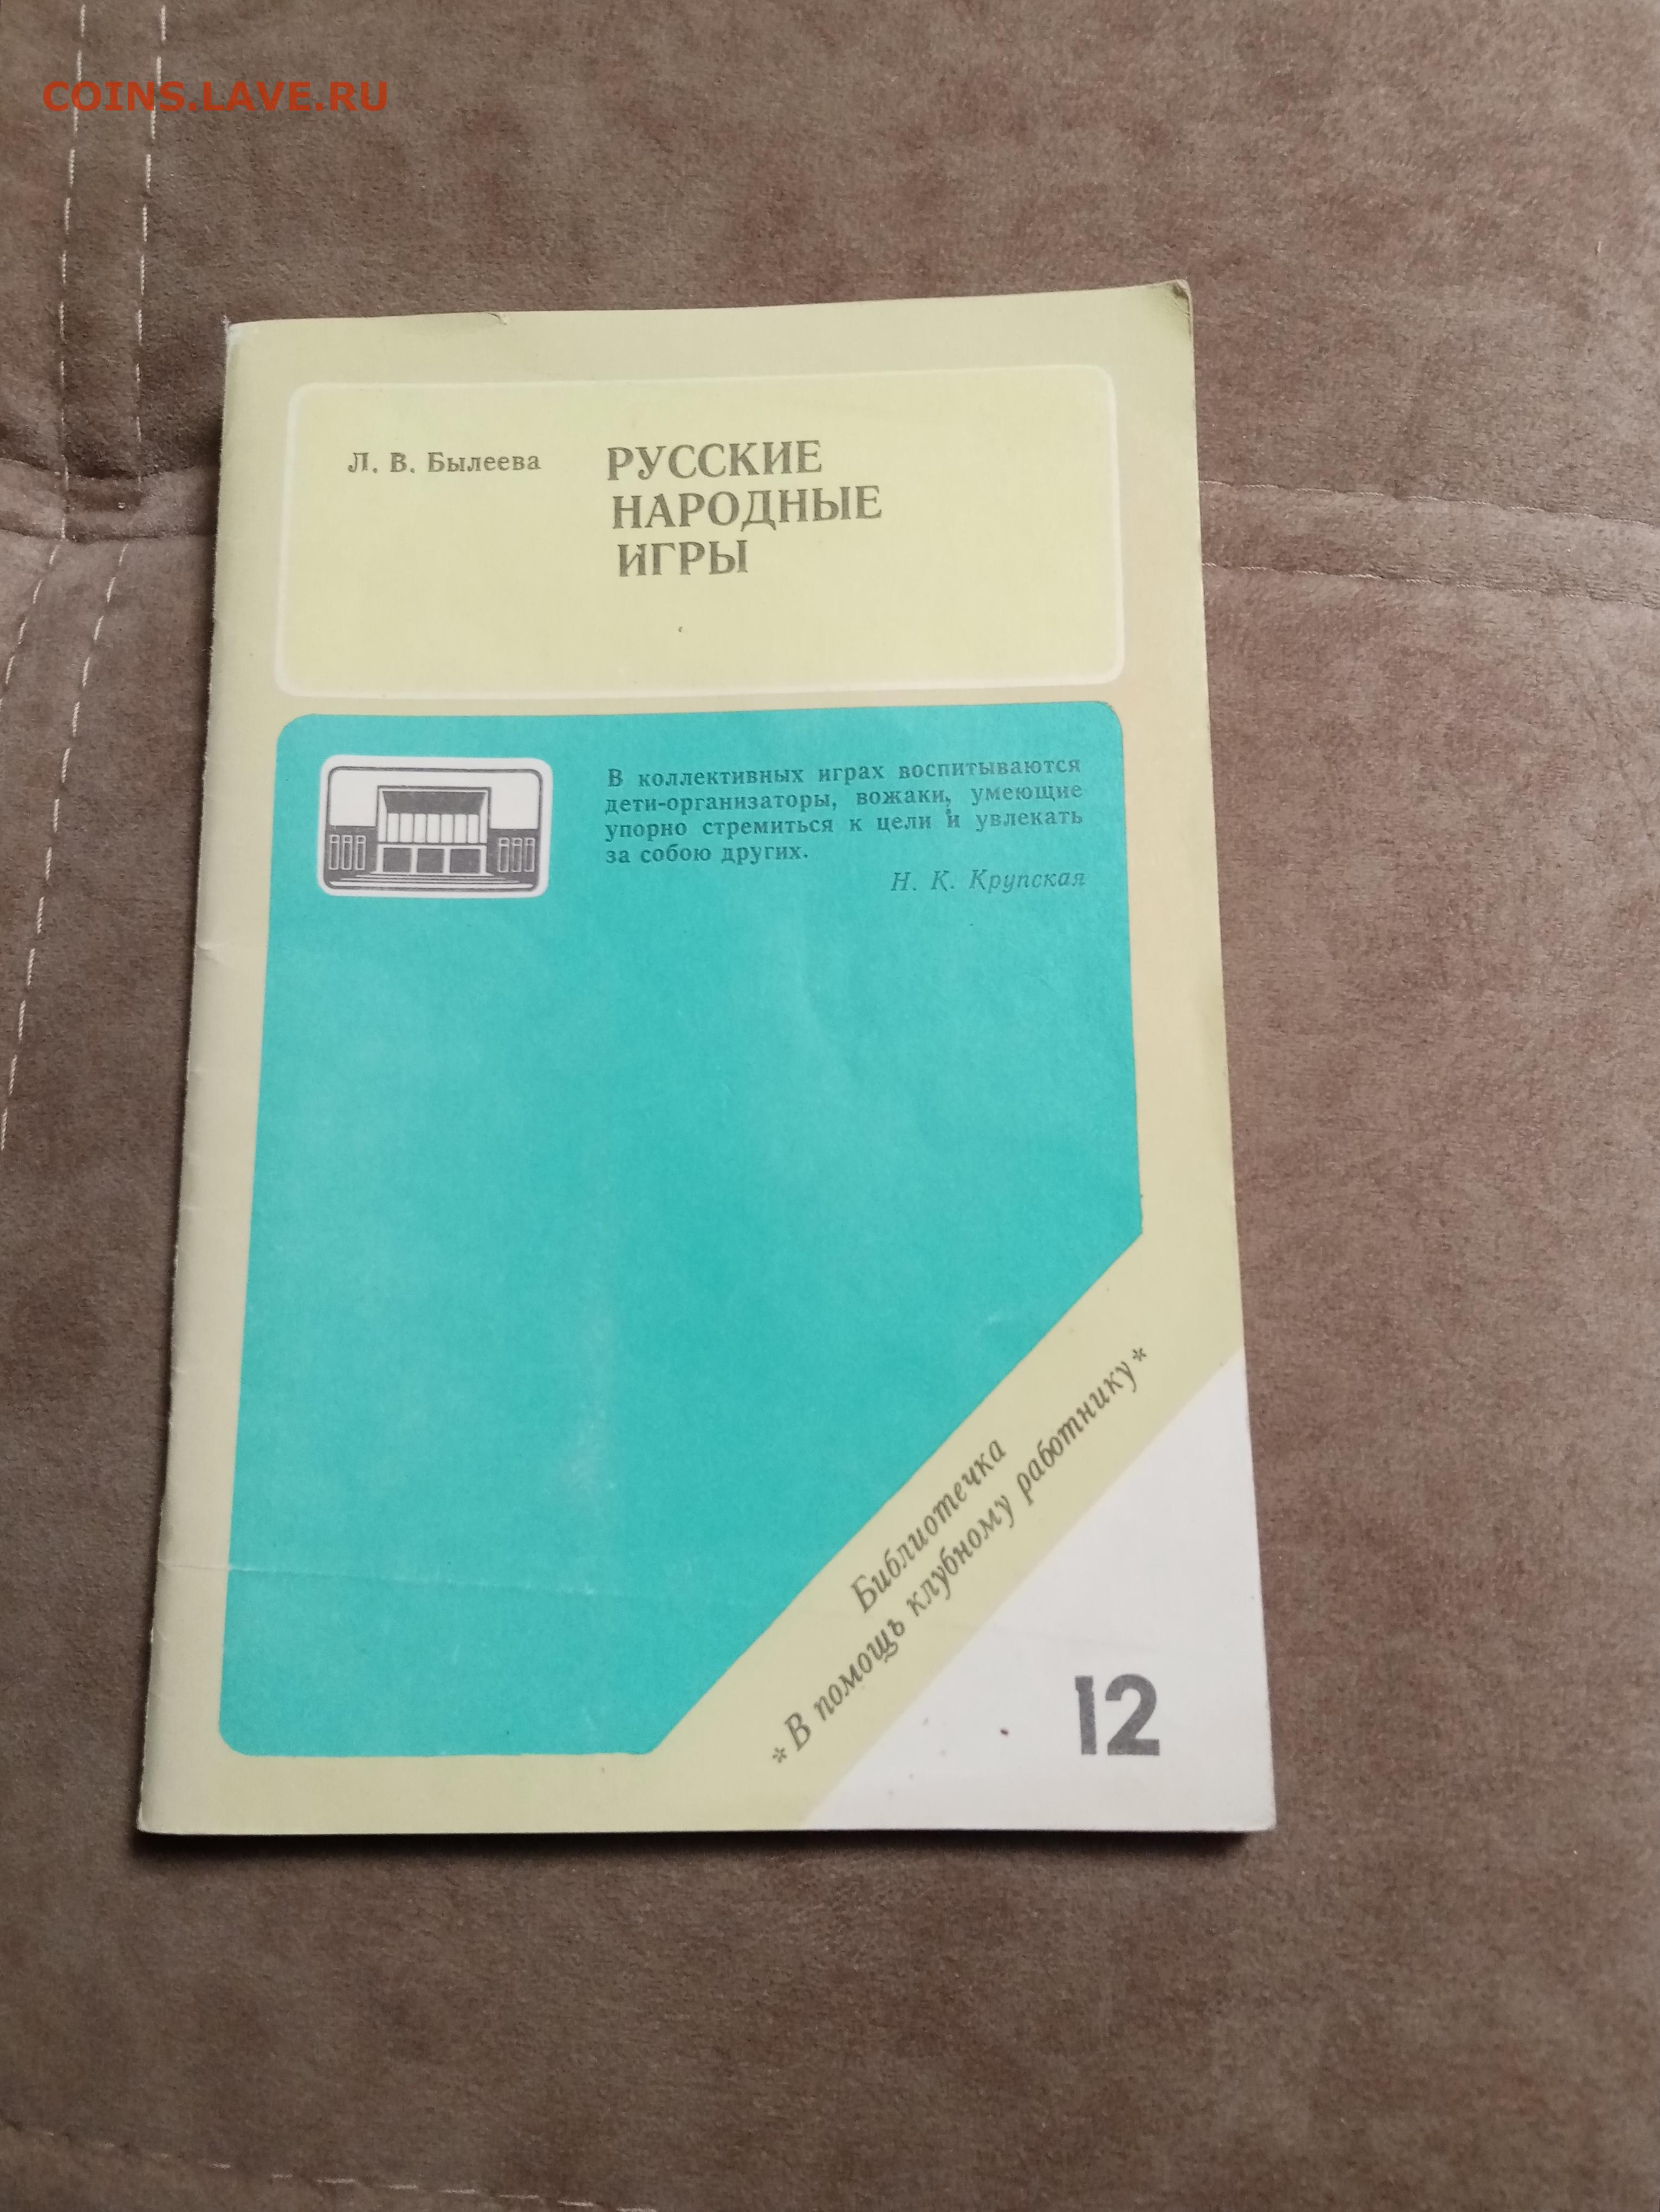 COINS.LAVE.RU
Л. В. Былеева
РУССКИЕ
НАРОДНЫЕ
ИГРЫ
В коллективных играх воспитываются
дети-организаторы, вожаки, умеющие
упорно стремиться к цели и увлекать
за собою других.
Н. К. Крупская
Библиотечка
* В помощь клубному работнику *
12